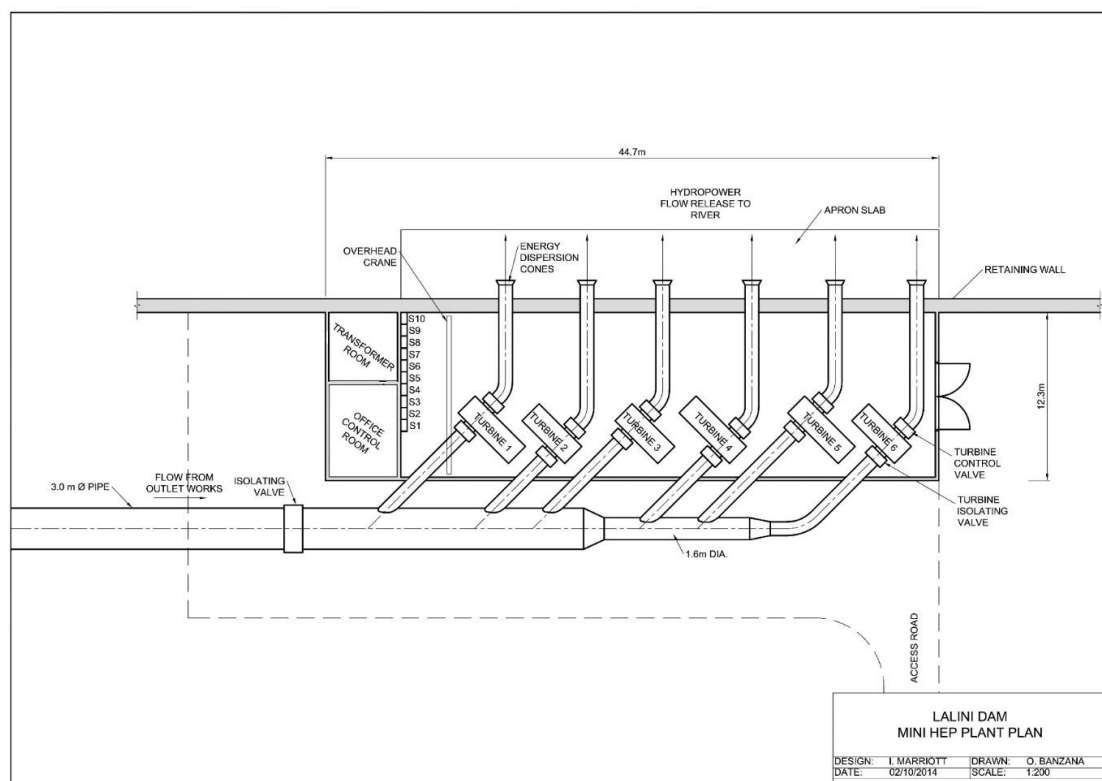 44.7m
HYDROPOWER
FLOW RELEASE TO
RIVER
APRON SLAB
OVERHEAD
CRANE
ENERGY
DISPERSION
CONES
RETAINING WALL
TRANSFORMER
ROOM
S10
S9
S8
S7
S6
S5
S4
S3
S2
S1
OFFICE
CONTROL
ROOM
TURBINE 1
TURBINE 2
TURBINE 3
TURBINE 4
TURBINE 5
TURBINE 6
12.3m
TURBINE
CONTROL
VALVE
TURBINE
ISOLATING
VALVE
3.0 m Ø PIPE
FLOW FROM
OUTLET WORKS
ISOLATING
VALVE
1.6m DIA.
ACCESS ROAD
LALINI DAM
MINI HEP PLANT PLAN
DESIGN: I. MARRIOTT DRAWN: O. BANZANA
DATE: 02/10/2014 SCALE: 1:200